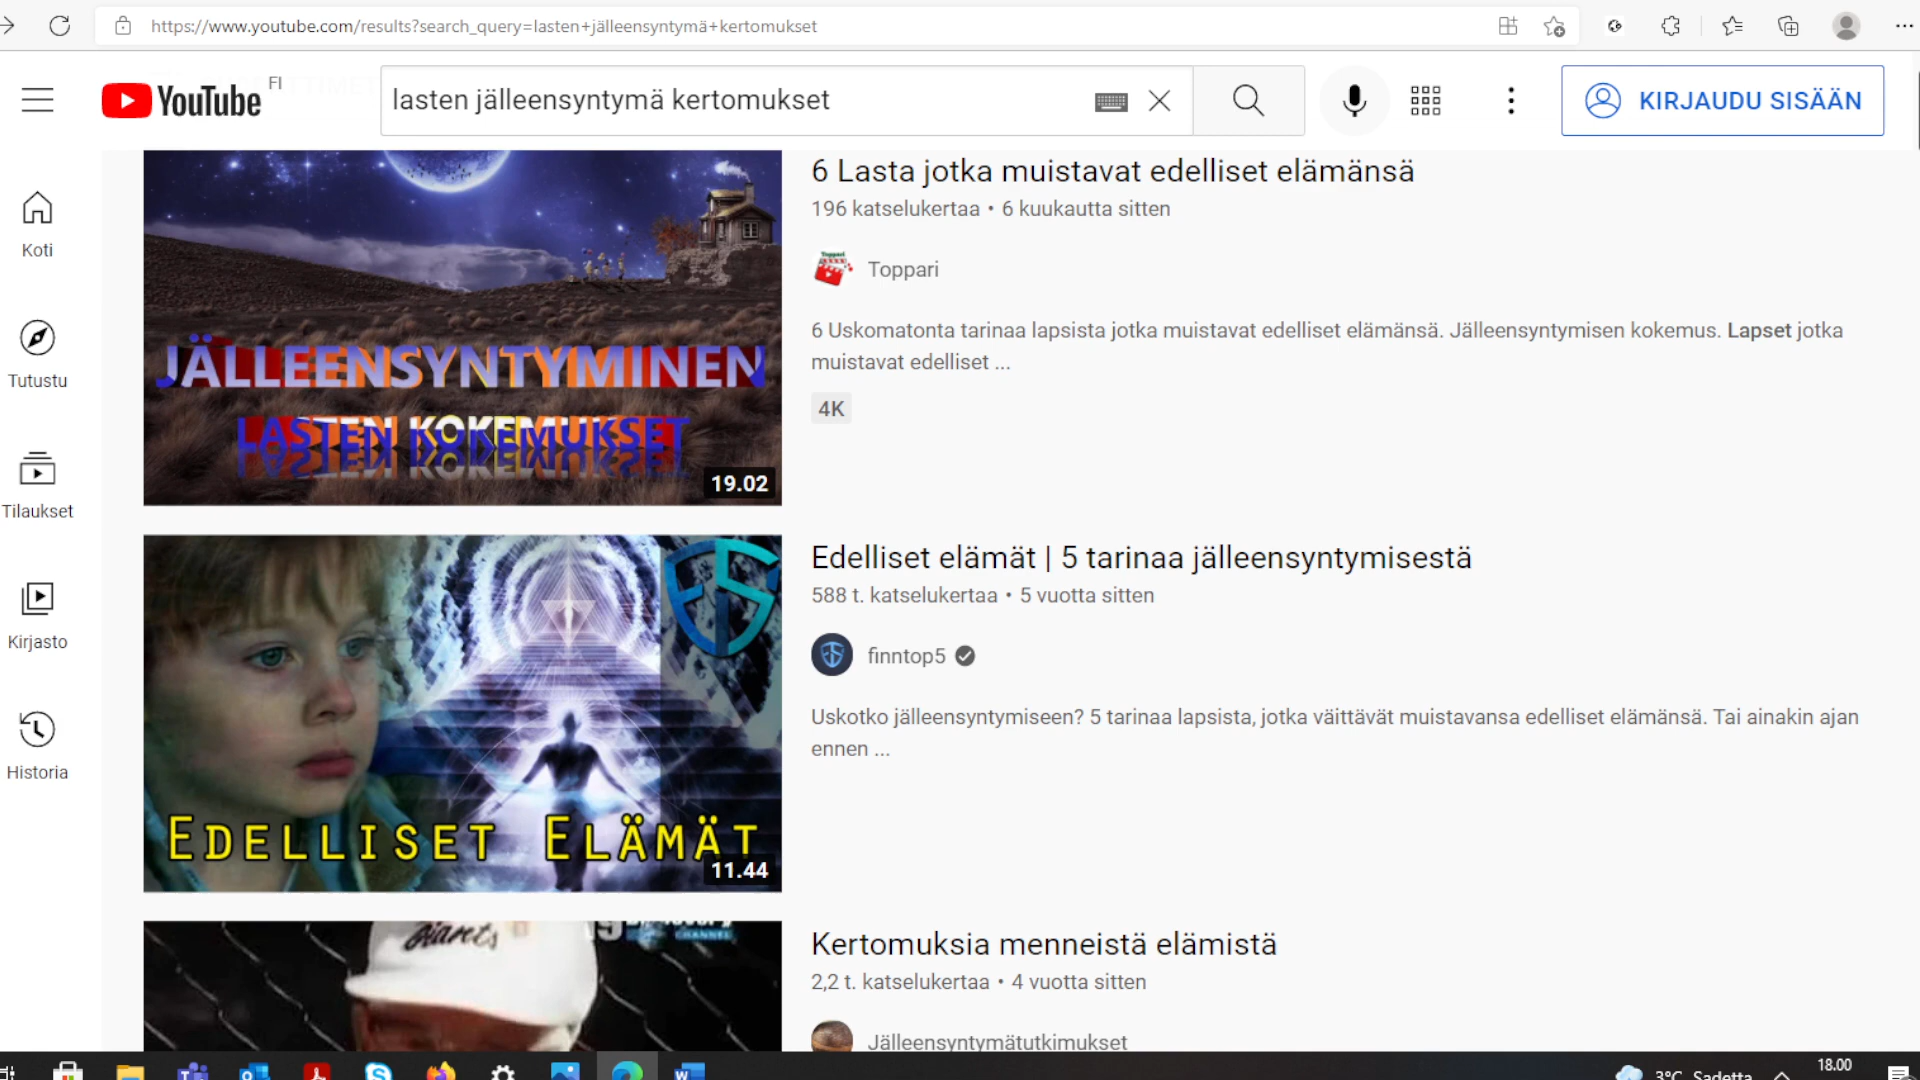 https://www.youtube.com/results?search_query=lasten+jälleensyntymä+kertomukset
YouTube FI
lasten jälleensyntymä kertomukset
KIRJAUDU SISÄÄN
Koti
Tutustu
Tilaukset
Kirjasto
Historia
JÄLLEENSYNTYMINEN
LASTEN KOKEMUKSET
19.02
6 Lasta jotka muistavat edelliset elämänsä
196 katselukertaa • 6 kuukautta sitten
Toppari
6 Uskomatonta tarinaa lapsista jotka muistavat edelliset elämänsä. Jälleensyntymisen kokemus. Lapset jotka
muistavat edelliset ...
4K
EDELLISET ELÄMÄT
11.44
Edelliset elämät | 5 tarinaa jälleensyntymisestä
588 t. katselukertaa • 5 vuotta sitten
finntop5
Uskotko jälleensyntymiseen? 5 tarinaa lapsista, jotka väittävät muistavansa edelliset elämänsä. Tai ainakin ajan
ennen ...
Giants
CHANNEL
Kertomuksia menneistä elämistä
2,2 t. katselukertaa • 4 vuotta sitten
Jälleensyntymätutkimukset
3°C Sadetta
18.00